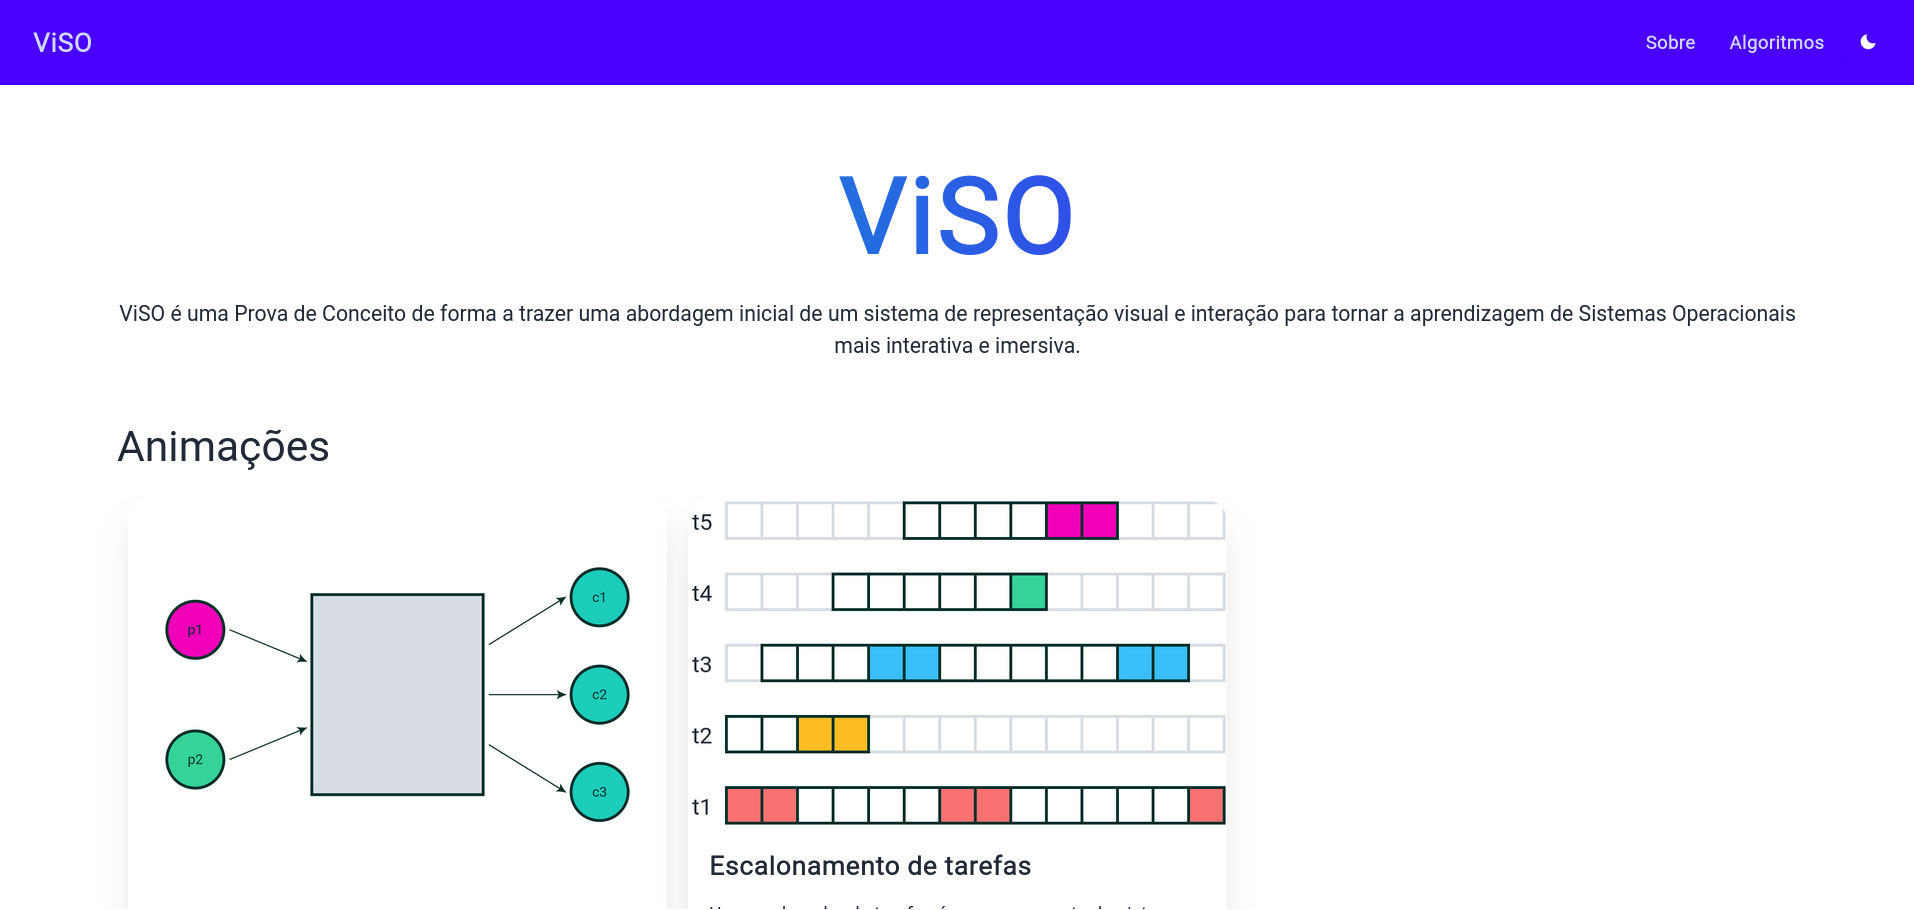 ViSO
Sobre
Algoritmos
ViSO
ViSO é uma Prova de Conceito de forma a trazer uma abordagem inicial de um sistema de representação visual e interação para tornar a aprendizagem de Sistemas Operacionais
mais interativa e imersiva.
Animações
p1
p2
c1
c2
c3
t5
t4
t3
t2
t1
Escalonamento de tarefas